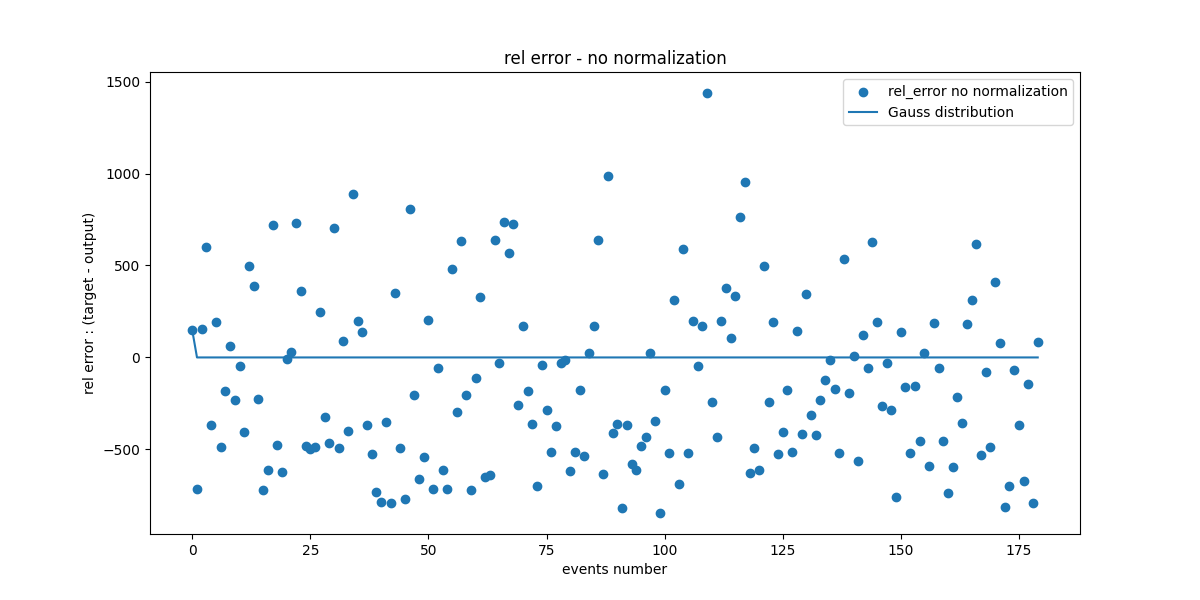 rel error - no normalization
rel_error no normalization
Gauss distribution
1500
1000
500
0
−500
rel error : (target - output)
0 25 50 75 100 125 150 175
events number